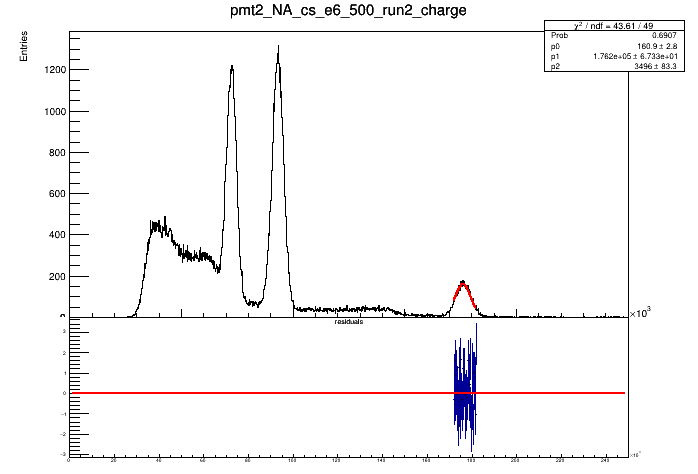 pmt2_NA_cs_e6_500_run2_charge
χ² / ndf = 43.61 / 49
Prob 0.6907
p0 160.9 ± 2.8
p1 1.762e+05 ± 6.733e+01
p2 3496 ± 83.3
Entries
1200
1000
800
600
400
200
0
×10³
residuals
3
2
1
0
-1
-2
-3
0 20 40 60 80 100 120 140 160 180 200 220 240
×10³